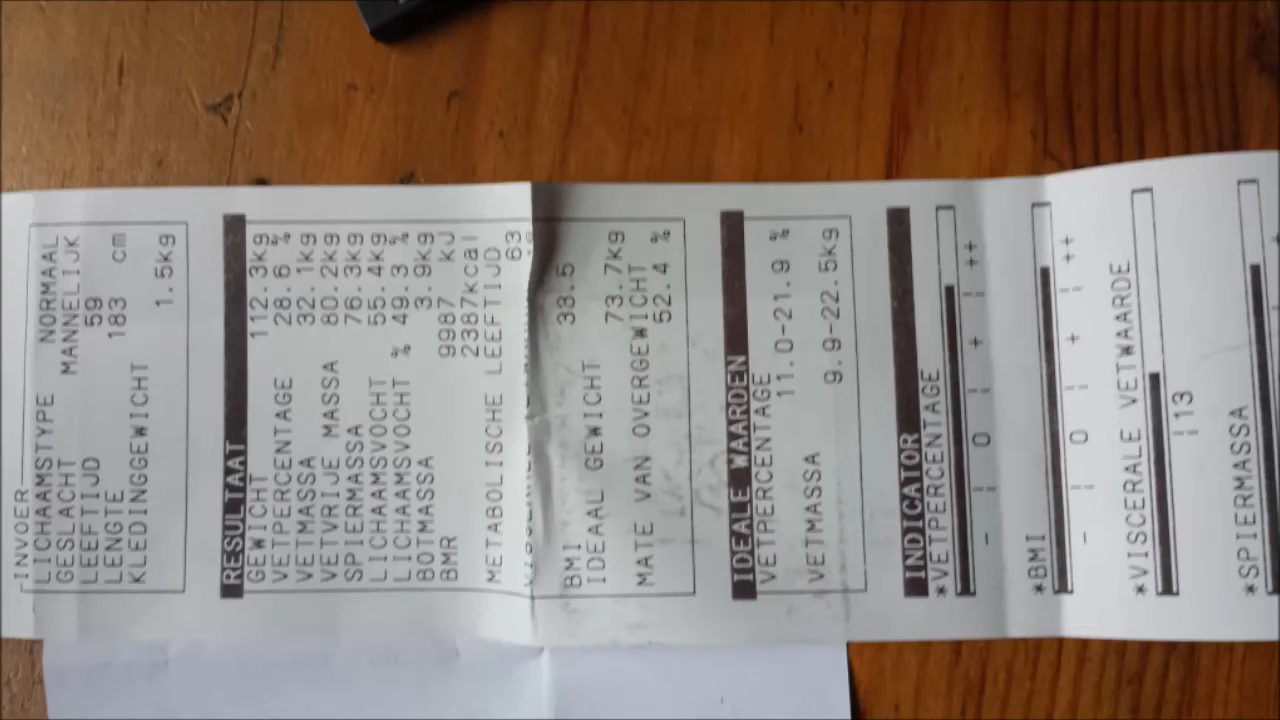 INVOER
LICHAAMSTYPE NORMAAL
GESLACHT MANNELIJK
LEEFTIJD 59
LENGTE 183 cm
KLEDINGGEWICHT
1.5kg
RESULTAAT
GEWICHT 112.3kg
VETPERCENTAGE 28.6 %
VETMASSA 32.1kg
VETVRIJE MASSA 80.2kg
SPIERMASSA 76.3kg
LICHAAMSVOCHT 55.4kg
LICHAAMSVOCHT % 49.3 %
BOTMASSA 3.9kg
BMR 9987 kJ
2387kcal
METABOLISCHE LEEFTIJD
63
BMI 33.5
IDEAAL GEWICHT
73.7kg
MATE VAN OVERGEWICHT
52.4 %
IDEALE WAARDEN
VETPERCENTAGE
11.0-21.9 %
VETMASSA
9.9-22.5kg
INDICATOR
*VETPERCENTAGE
- 0 + ++
*BMI
- 0 + ++
*VISCERALE VETWAARDE
13
*SPIERMASSA